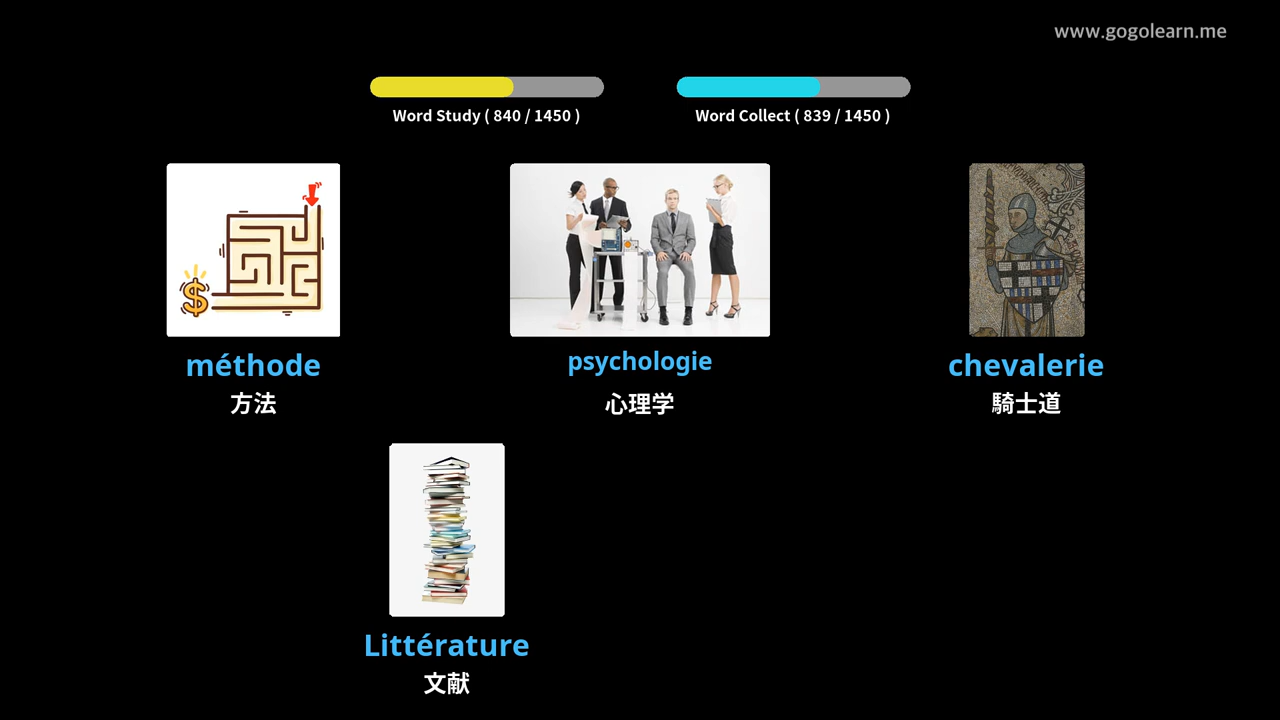 www.gogolearn.me
Word Study ( 840 / 1450 )
Word Collect ( 839 / 1450 )
méthode
方法
psychologie
心理学
chevalerie
騎士道
Littérature
文献